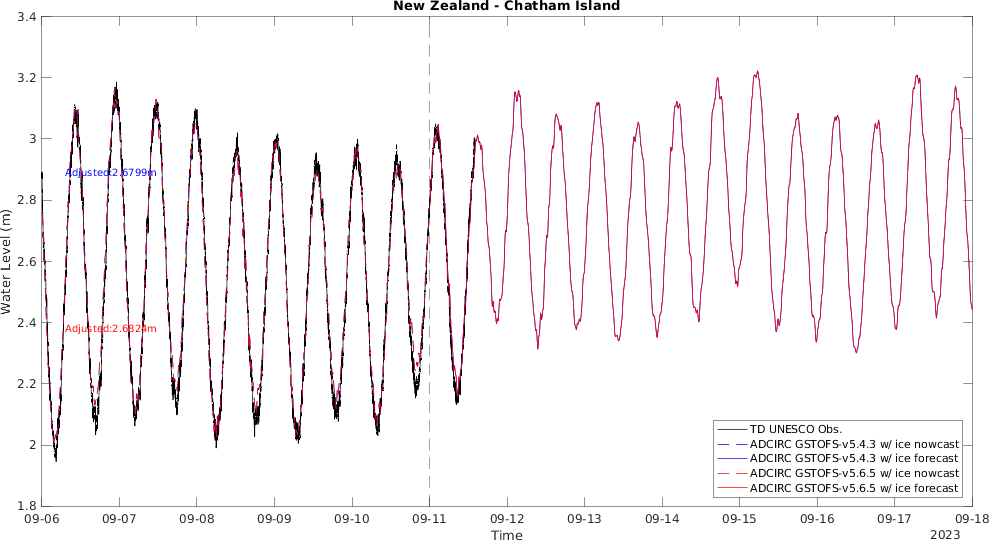 New Zealand - Chatham Island
3.4
3.2
3
2.8
2.6
2.4
2.2
2
1.8
Water Level (m)
Adjusted:2.6799m
Adjusted:2.6824m
TD UNESCO Obs.
ADCIRC GSTOFS-v5.4.3 w/ ice nowcast
ADCIRC GSTOFS-v5.4.3 w/ ice forecast
ADCIRC GSTOFS-v5.6.5 w/ ice nowcast
ADCIRC GSTOFS-v5.6.5 w/ ice forecast
09-06 09-07 09-08 09-09 09-10 09-11 09-12 09-13 09-14 09-15 09-16 09-17 09-18
Time
2023